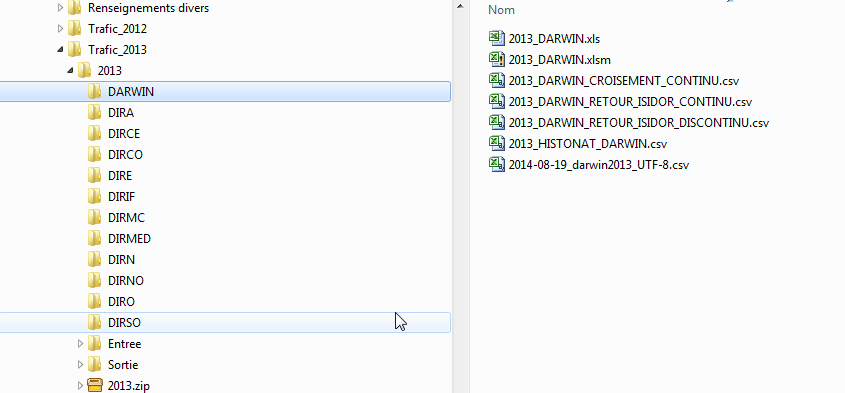 Renseignements divers
Trafic_2012
Trafic_2013
2013
DARWIN
DIRA
DIRCE
DIRCO
DIRE
DIRIF
DIRMC
DIRMED
DIRN
DIRNO
DIRO
DIRSO
Entree
Sortie
2013.zip
Nom
2013_DARWIN.xls
2013_DARWIN.xlsm
2013_DARWIN_CROISEMENT_CONTINU.csv
2013_DARWIN_RETOUR_ISIDOR_CONTINU.csv
2013_DARWIN_RETOUR_ISIDOR_DISCONTINU.csv
2013_HISTONAT_DARWIN.csv
2014-08-19_darwin2013_UTF-8.csv